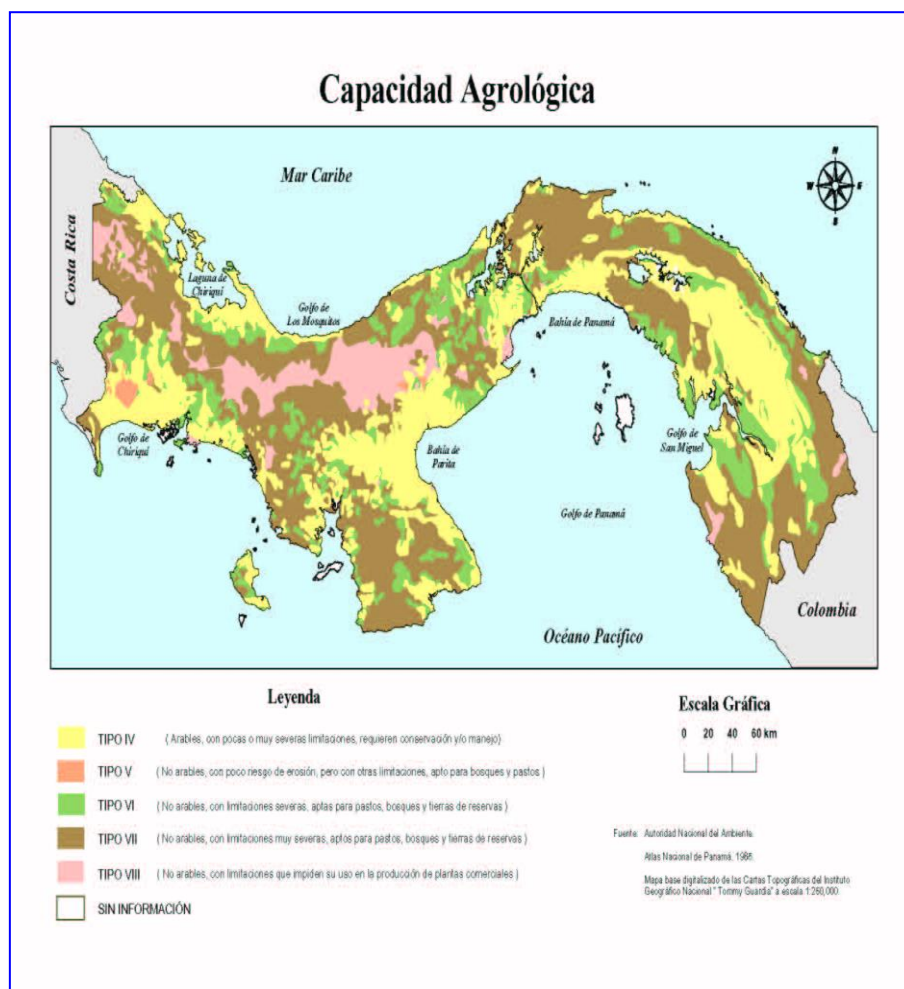 Capacidad Agrológica
Mar Caribe
N
W
E
S
Costa Rica
Laguna de
Chiriquí
Golfo de
Los Mosquitos
Bahía de Panamá
Golfo de
Chiriquí
Bahía de
Parita
Golfo de
San Miguel
Golfo de Panamá
Colombia
Océano Pacífico
Leyenda
TIPO IV ( Arables, con pocas o muy severas limitaciones, requieren conservación y/o manejo)
TIPO V ( No arables, con poco riesgo de erosión, pero con otras limitaciones, apto para bosques y pastos )
TIPO VI ( No arables, con limitaciones severas, aptas para pastos, bosques y tierras de reservas )
TIPO VII ( No arables, con limitaciones muy severas, aptos para pastos, bosques y tierras de reservas )
TIPO VIII ( No arables, con limitaciones que impiden su uso en la producción de plantas comerciales )
SIN INFORMACIÓN
Escala Gráfica
0 20 40 60 km
Fuente: Autoridad Nacional del Ambiente.
Atlas Nacional de Panamá.
Mapa base digitalizado de las Cartas Topográficas del Instituto
Geográfico Nacional " Tommy Guardia" a escala 1:250,000